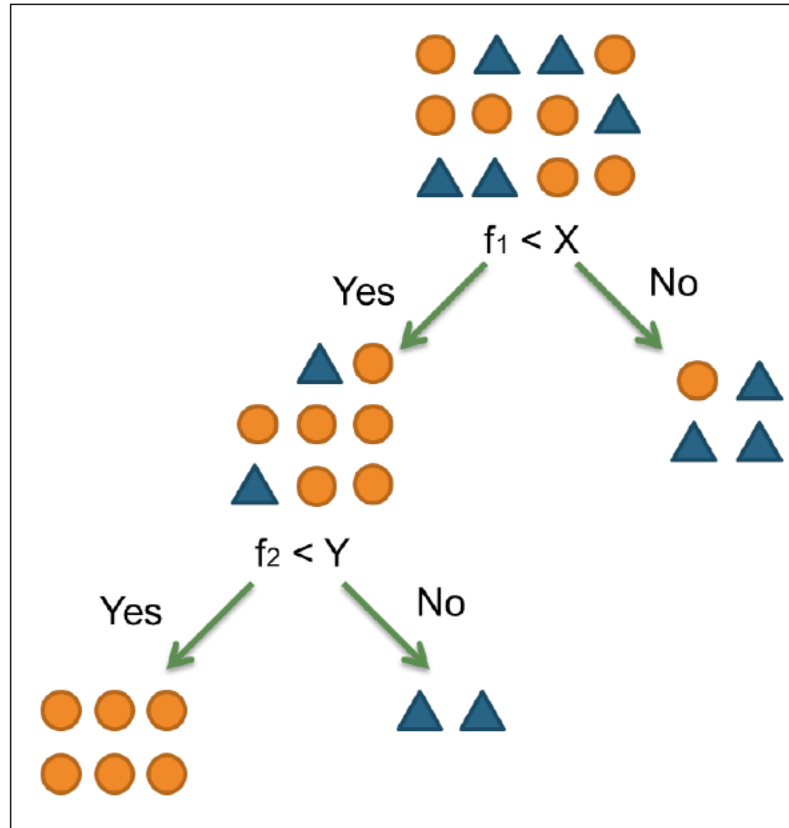 f₁ < X
Yes
No
f₂ < Y
Yes
No